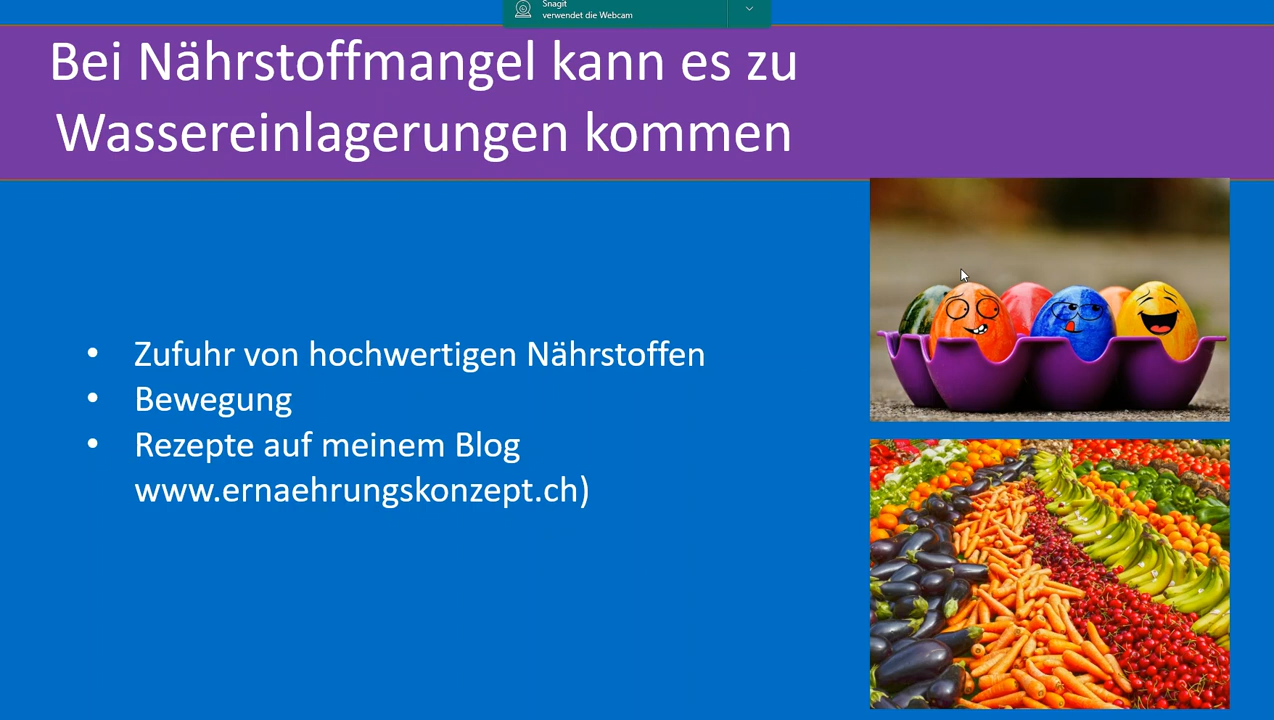 Snagit
verwendet die Webcam
Bei Nährstoffmangel kann es zu
Wassereinlagerungen kommen
• Zufuhr von hochwertigen Nährstoffen
• Bewegung
• Rezepte auf meinem Blog
www.ernaehrungskonzept.ch)